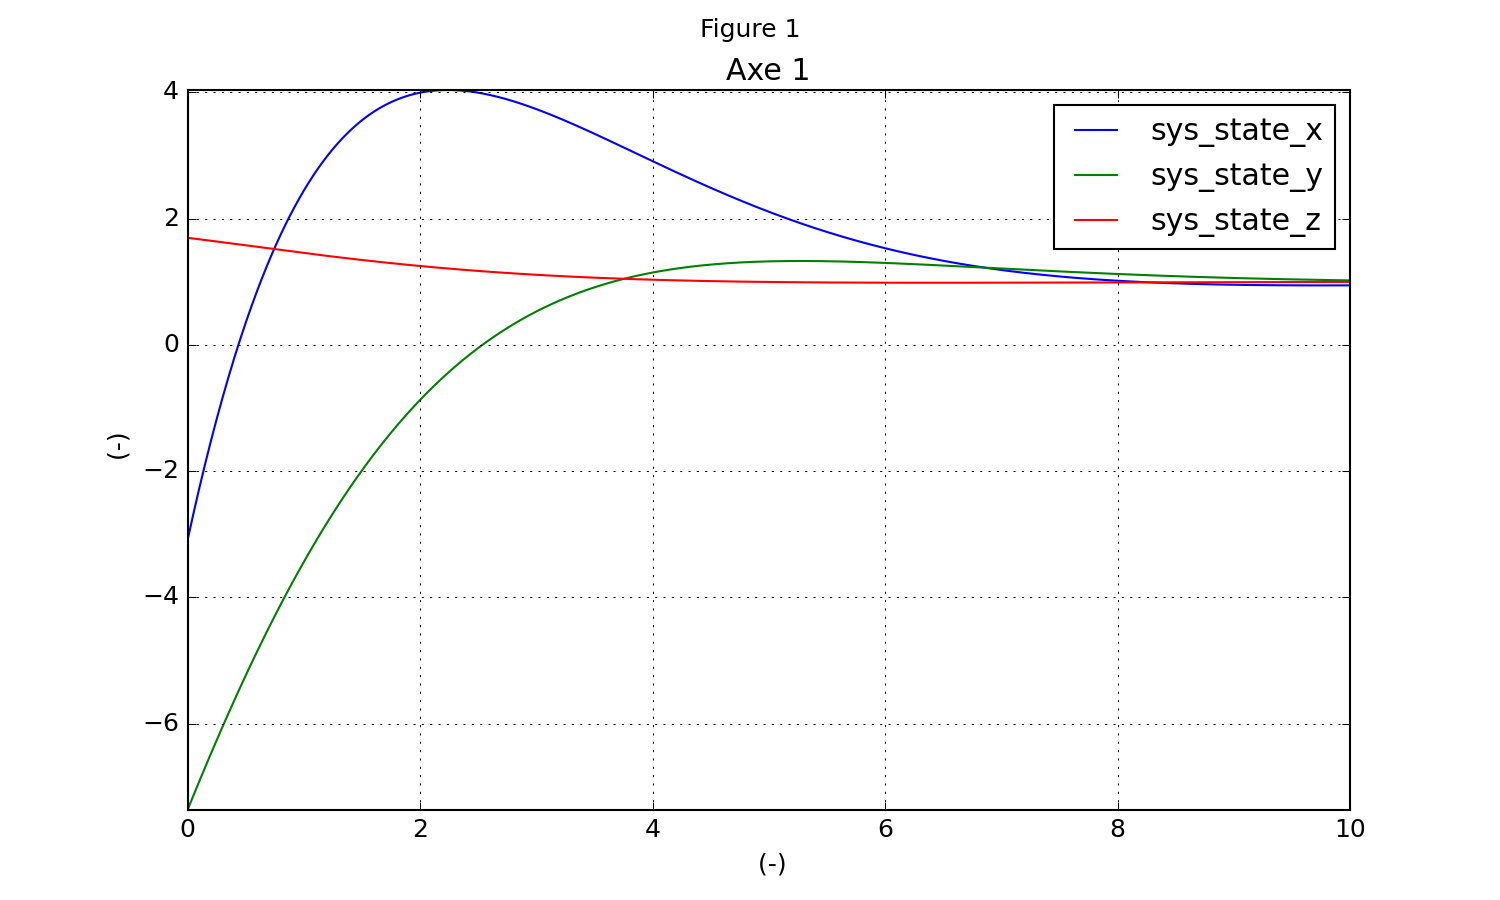 Figure 1
Axe 1
4
2
0
−2
−4
−6
(-)
sys_state_x
sys_state_y
sys_state_z
0 2 4 6 8 10
(-)